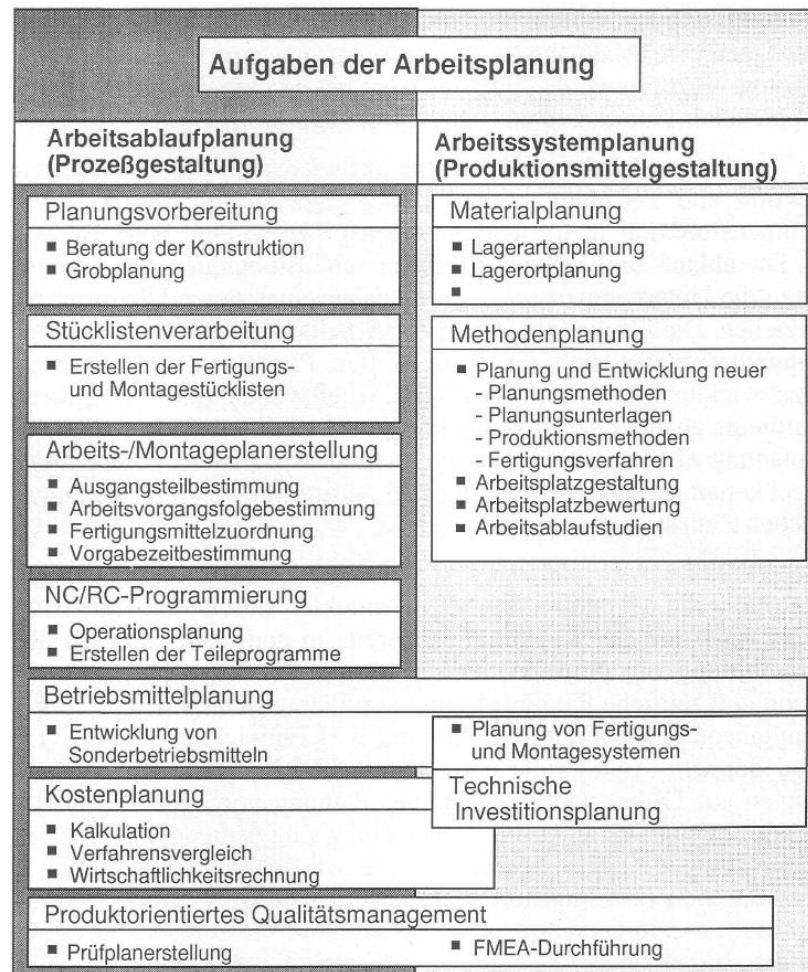 Aufgaben der Arbeitsplanung
Arbeitsablaufplanung
(Prozeßgestaltung)
Planungsvorbereitung
■ Beratung der Konstruktion
■ Grobplanung
Stücklistenverarbeitung
■ Erstellen der Fertigungs-
und Montagestücklisten
Arbeits-/Montageplanerstellung
■ Ausgangsteilbestimmung
■ Arbeitsvorgangsfolgebestimmung
■ Fertigungsmittelzuordnung
■ Vorgabezeitbestimmung
NC/RC-Programmierung
■ Operationsplanung
■ Erstellen der Teileprogramme
Arbeitssystemplanung
(Produktionsmittelgestaltung)
Materialplanung
■ Lagerartenplanung
■ Lagerortplanung
■
Methodenplanung
■ Planung und Entwicklung neuer
- Planungsmethoden
- Planungsunterlagen
- Produktionsmethoden
- Fertigungsverfahren
■ Arbeitsplatzgestaltung
■ Arbeitsplatzbewertung
■ Arbeitsablaufstudien
Betriebsmittelplanung
■ Entwicklung von
Sonderbetriebsmitteln
■ Planung von Fertigungs-
und Montagesystemen
Technische
Investitionsplanung
Kostenplanung
■ Kalkulation
■ Verfahrensvergleich
■ Wirtschaftlichkeitsrechnung
Produktorientiertes Qualitätsmanagement
■ Prüfplanerstellung
■ FMEA-Durchführung